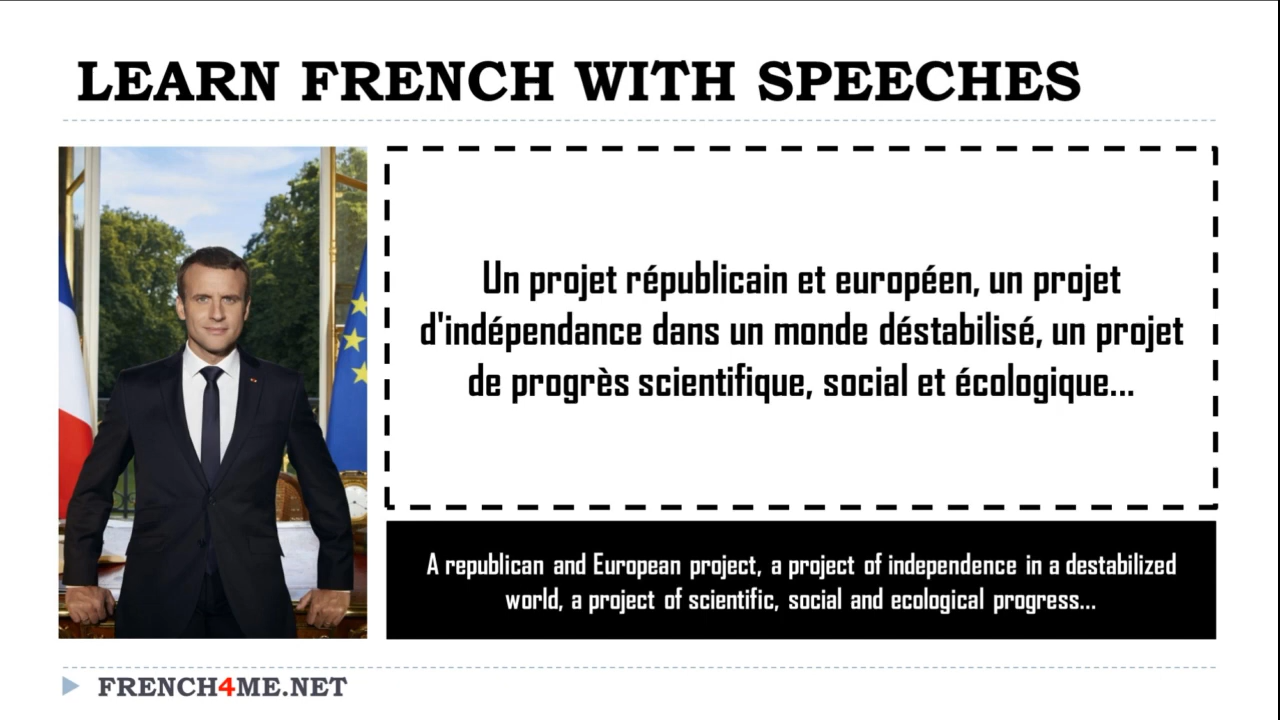 LEARN FRENCH WITH SPEECHES
Un projet républicain et européen, un projet
d'indépendance dans un monde déstabilisé, un projet
de progrès scientifique, social et écologique...
A republican and European project, a project of independence in a destabilized
world, a project of scientific, social and ecological progress...
FRENCH4ME.NET